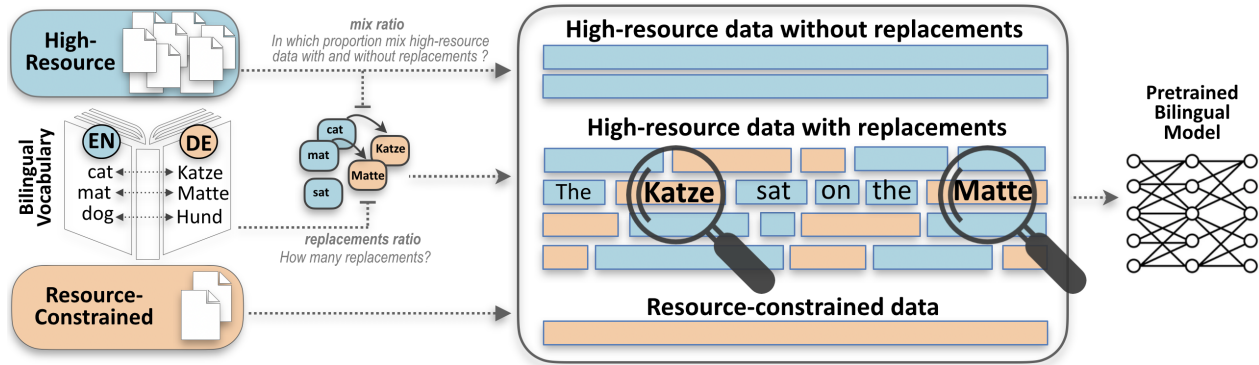 High-
Resource
mix ratio
In which proportion mix high-resource
data with and without replacements ?
Bilingual
Vocabulary
EN
DE
cat
Katze
mat
Matte
dog
Hund
cat
mat
Katze
Matte
sat
replacements ratio
How many replacements?
Resource-
Constrained
High-resource data without replacements
High-resource data with replacements
The Katze sat on the Matte
Resource-constrained data
Pretrained
Bilingual
Model